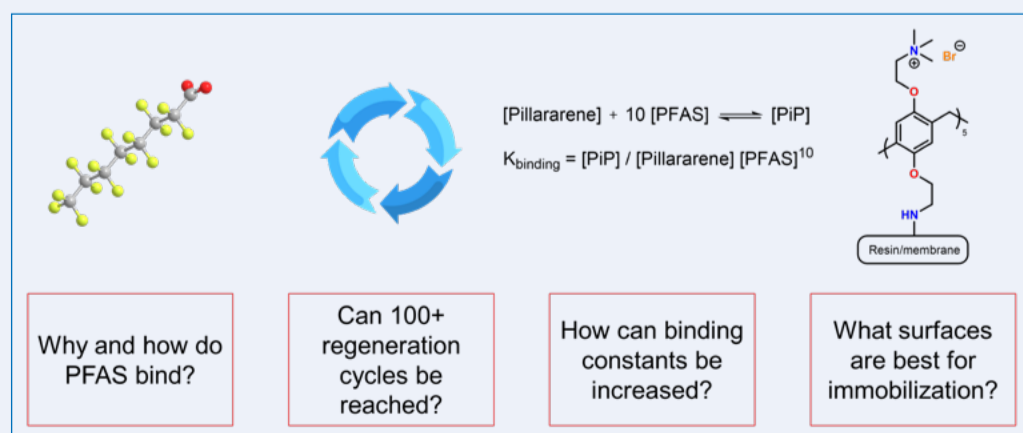 [Pillararene] + 10 [PFAS] ⇌ [PiP]
K_binding = [PiP] / [Pillararene] [PFAS]¹⁰
N
⊕
Br⊖
O
5
O
HN
Resin/membrane
Why and how do
PFAS bind?
Can 100+
regeneration
cycles be
reached?
How can binding
constants be
increased?
What surfaces
are best for
immobilization?